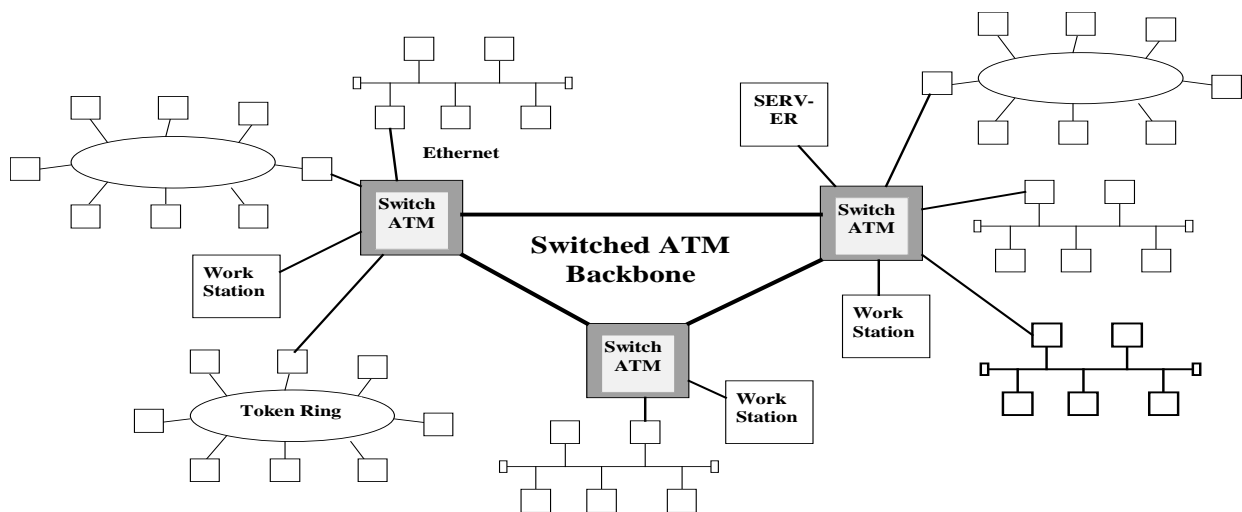 SERV-
ER
Ethernet
Switch
ATM
Switch
ATM
Switched ATM
Backbone
Work
Station
Work
Station
Switch
ATM
Work
Station
Token Ring